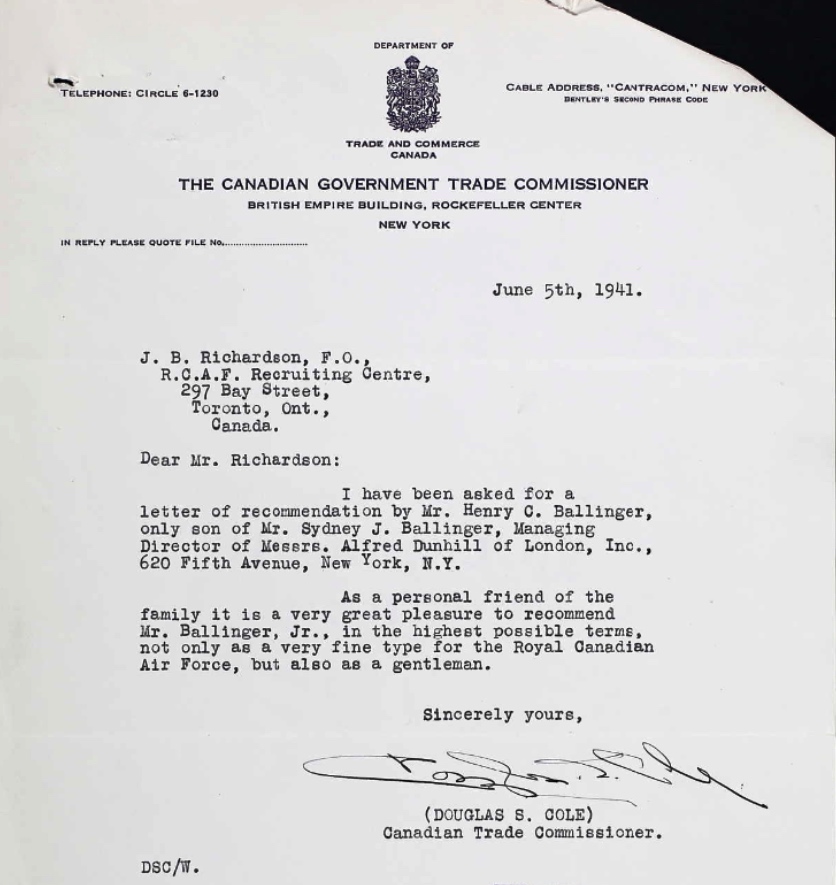 DEPARTMENT OF
TELEPHONE: CIRCLE 6-1230
CABLE ADDRESS, "CANTRACOM," NEW YORK
BENTLEY'S SECOND PHRASE CODE
TRADE AND COMMERCE
CANADA
THE CANADIAN GOVERNMENT TRADE COMMISSIONER
BRITISH EMPIRE BUILDING, ROCKEFELLER CENTER
NEW YORK
IN REPLY PLEASE QUOTE FILE NO..............................
June 5th, 1941.
J. B. Richardson, F.O.,
R.C.A.F. Recruiting Centre,
297 Bay Street,
Toronto, Ont.,
Canada.
Dear Mr. Richardson:
I have been asked for a
letter of recommendation by Mr. Henry C. Ballinger,
only son of Mr. Sydney J. Ballinger, Managing
Director of Messrs. Alfred Dunhill of London, Inc.,
620 Fifth Avenue, New York, N.Y.
As a personal friend of the
family it is a very great pleasure to recommend
Mr. Ballinger, Jr., in the highest possible terms,
not only as a very fine type for the Royal Canadian
Air Force, but also as a gentleman.
Sincerely yours,
Douglas S. Cole
(DOUGLAS S. COLE)
Canadian Trade Commissioner.
DSC/W.